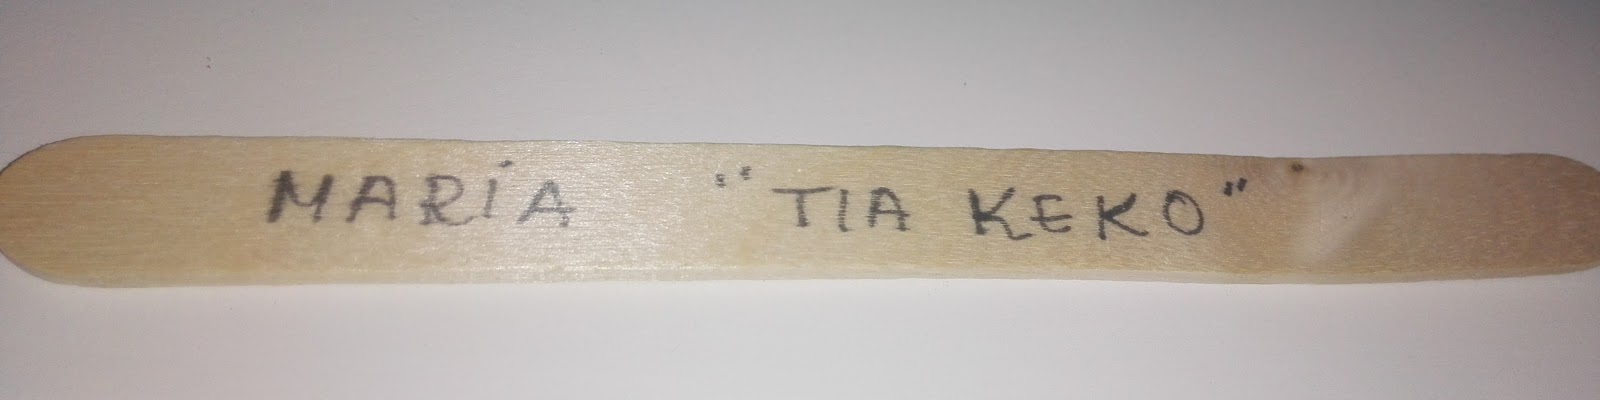 MARÍA "TIA KEKO"